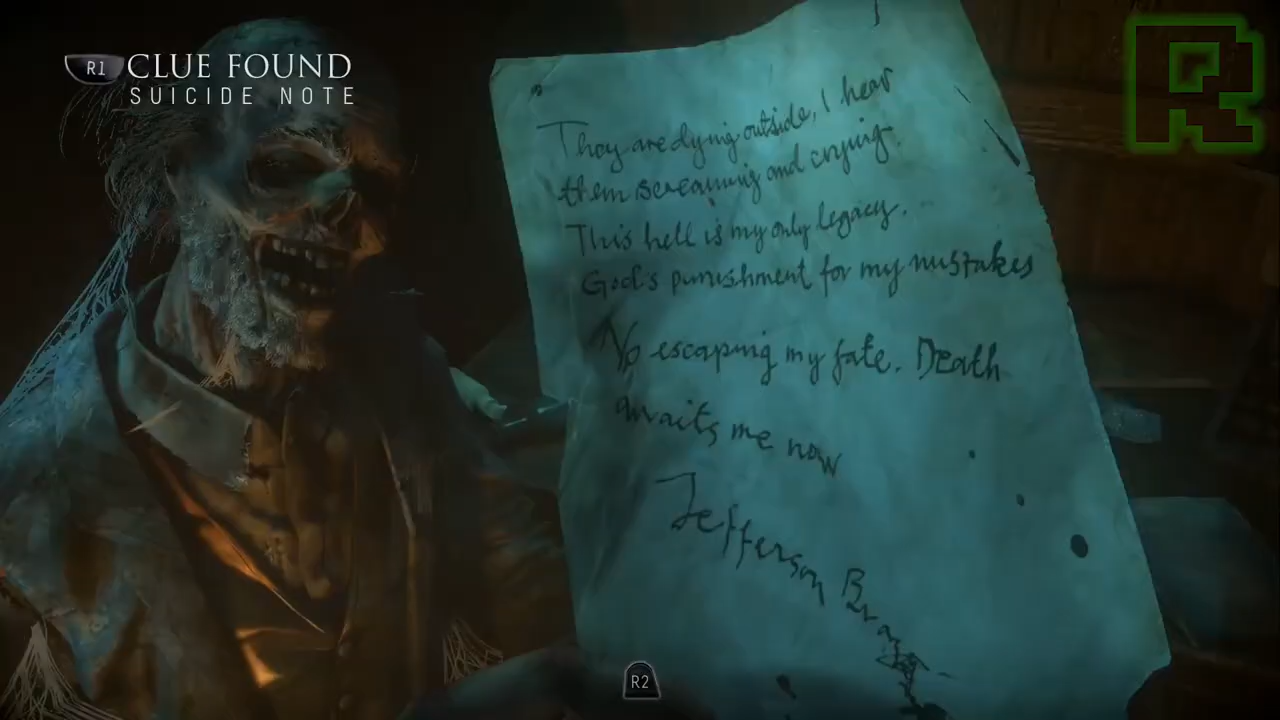 R1 CLUE FOUND
SUICIDE NOTE
They are dying outside, I hear
them screaming and crying.
This hell is my only legacy.
God's punishment for my mistakes
No escaping my fate. Death
awaits me now
Jefferson
R2
R